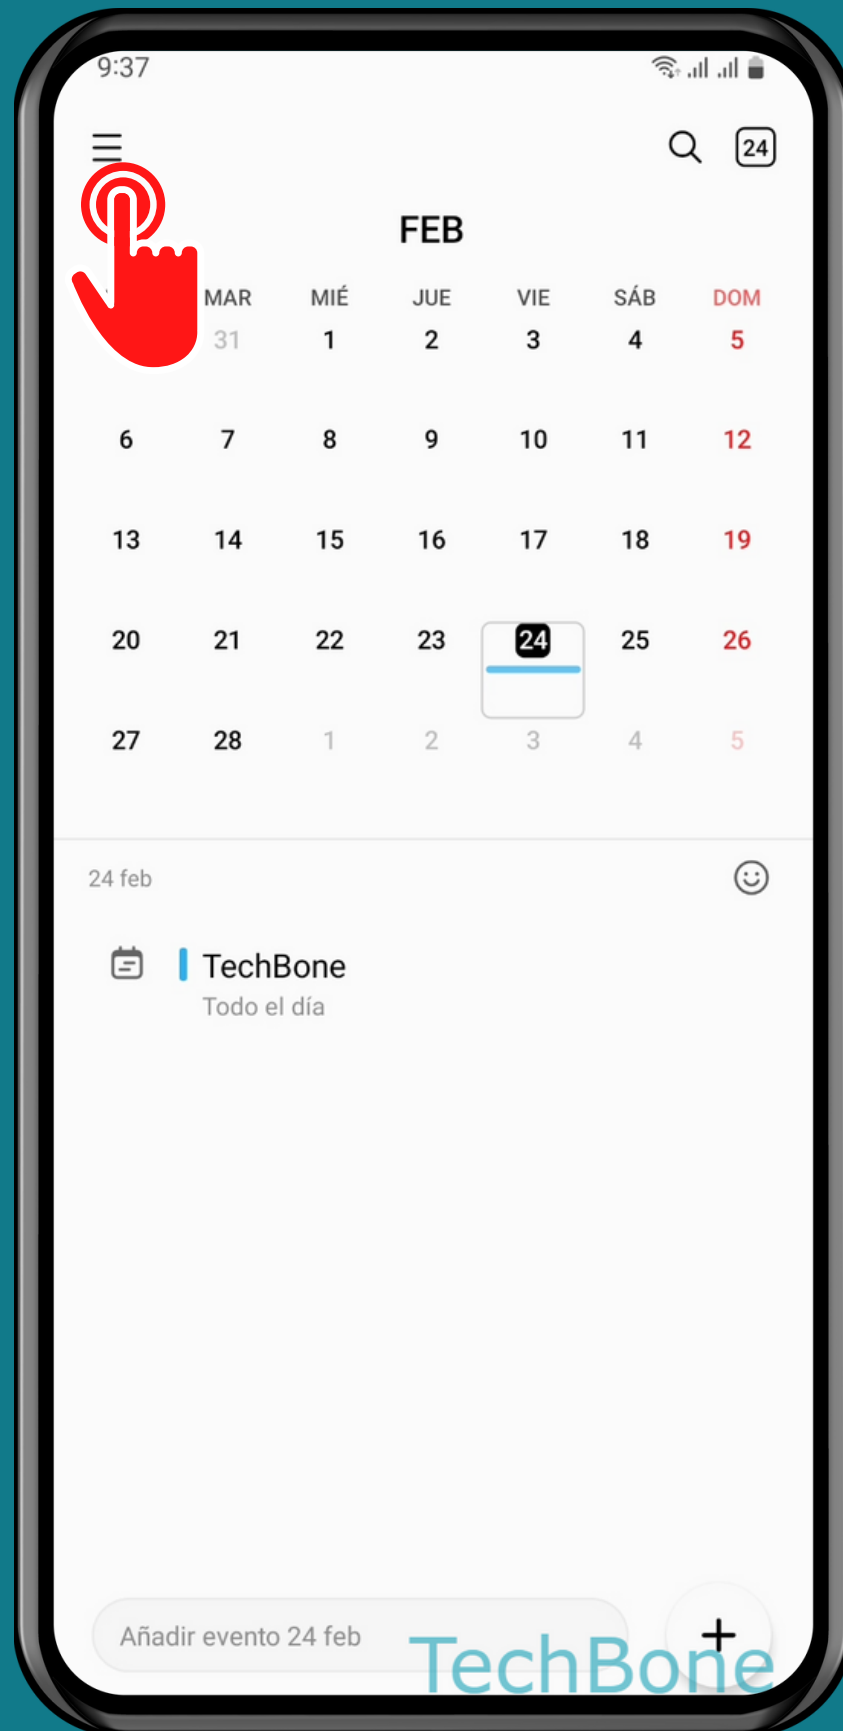 9:37
24
FEB
MAR MIÉ JUE VIE SÁB DOM
31 1 2 3 4 5
6 7 8 9 10 11 12
13 14 15 16 17 18 19
20 21 22 23 24 25 26
27 28 1 2 3 4 5
24 feb
TechBone
Todo el día
Añadir evento 24 feb
TechBone